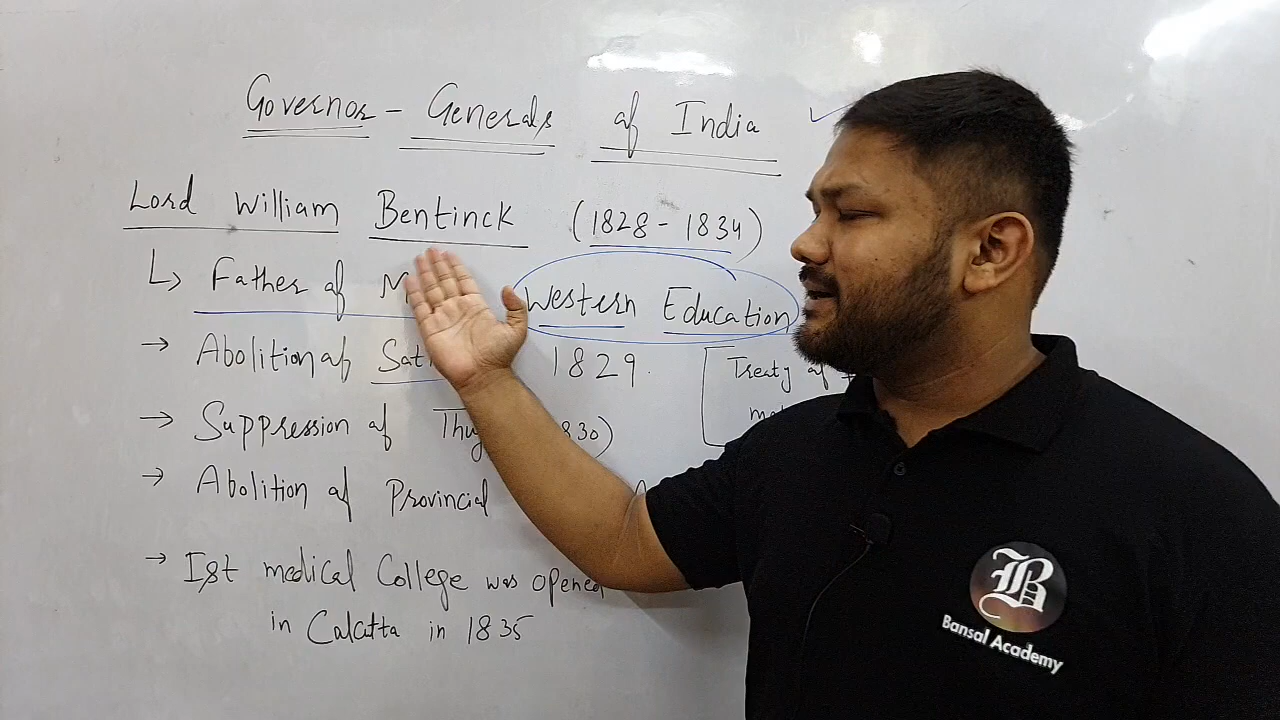 Governor - Generals of India
Lord William Bentinck (1828 - 1834)
Father of Western Education
→ Abolition of 1829.
Treaty of
→ Suppression of 830)
→ Abolition of Provincial
→ Ist medical College was opened
in Calcutta in 1835
B
Bansal Academy